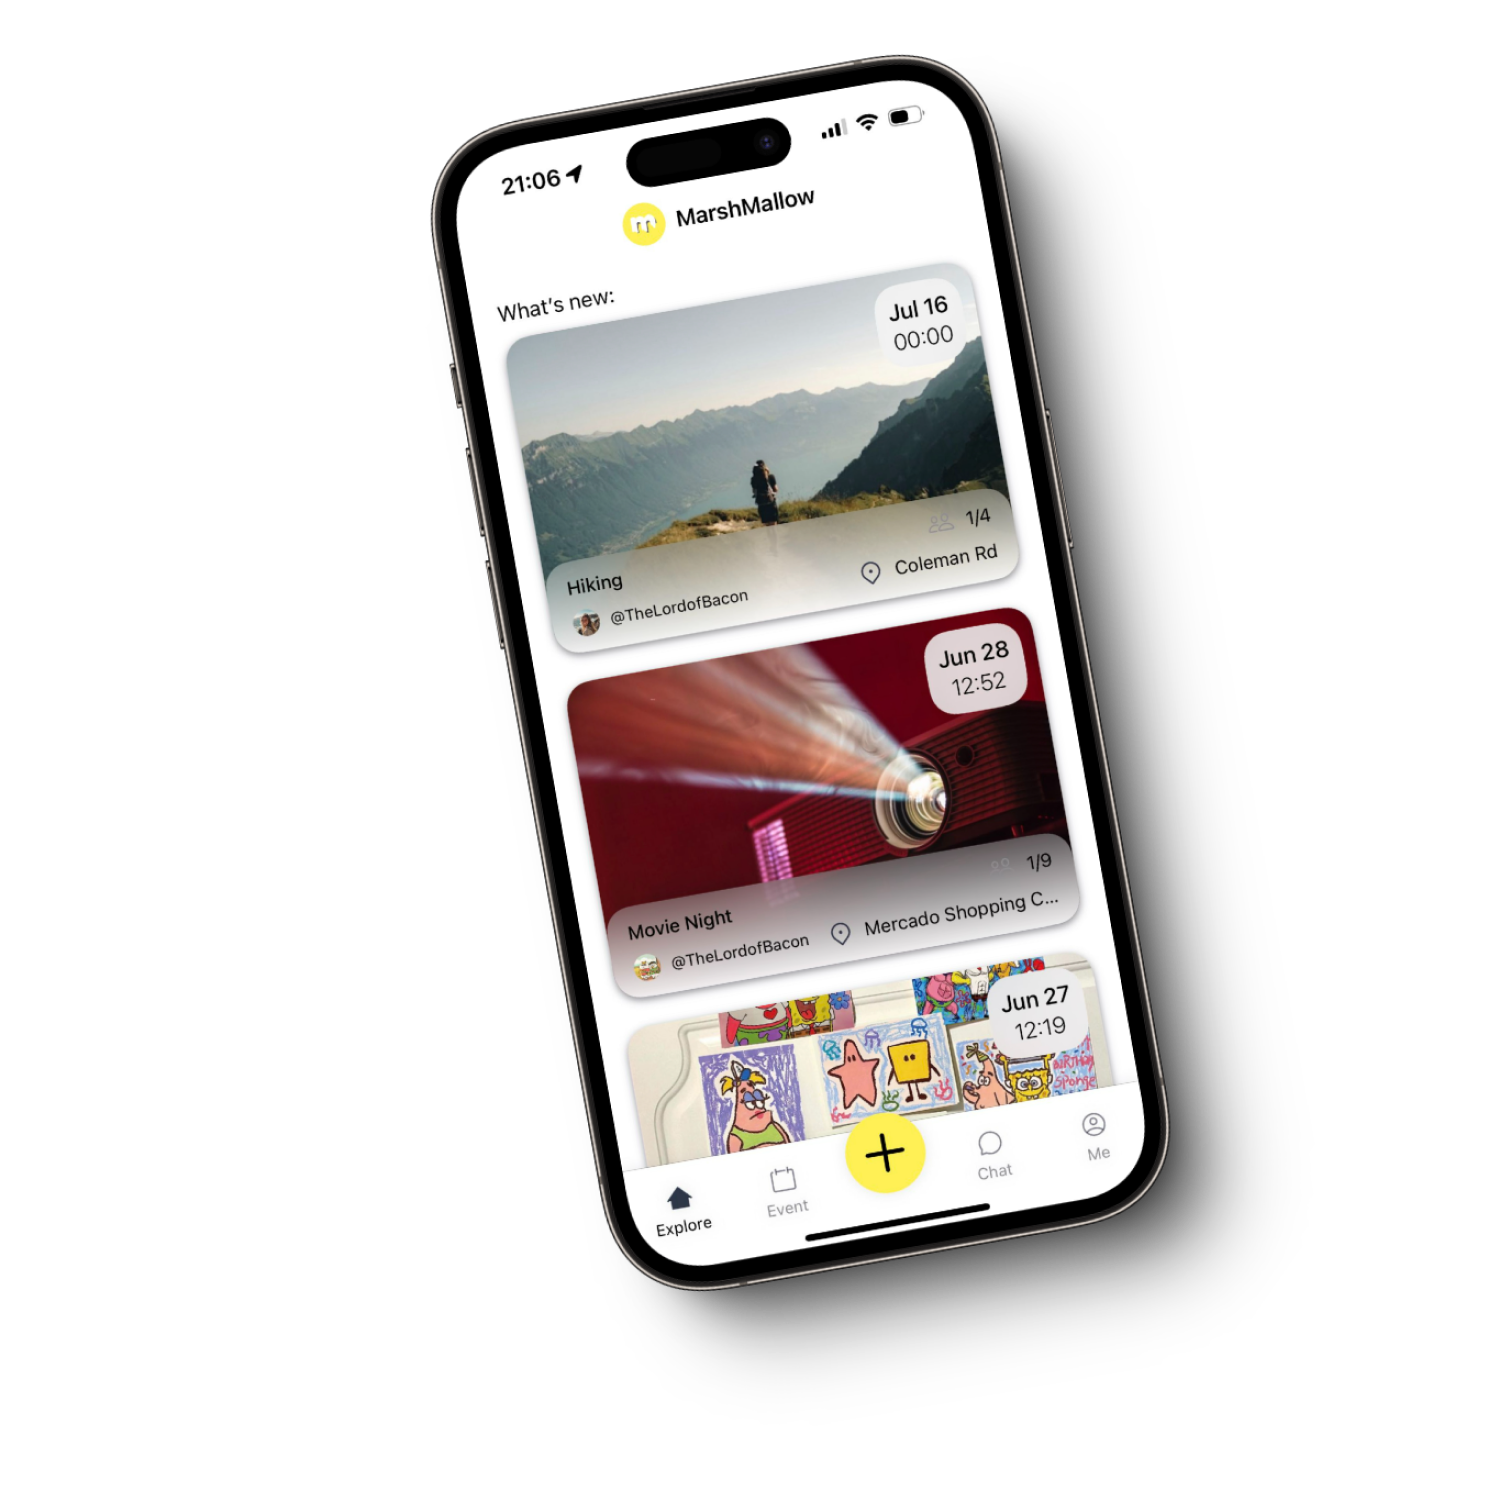 21:06
m MarshMallow
What's new:
Jul 16
00:00
1/4
Hiking
Coleman Rd
@TheLordofBacon
Jun 28
12:52
1/9
Movie Night
Mercado Shopping C...
@TheLordofBacon
Jun 27
12:19
Sponge
Explore
Event
Chat
Me